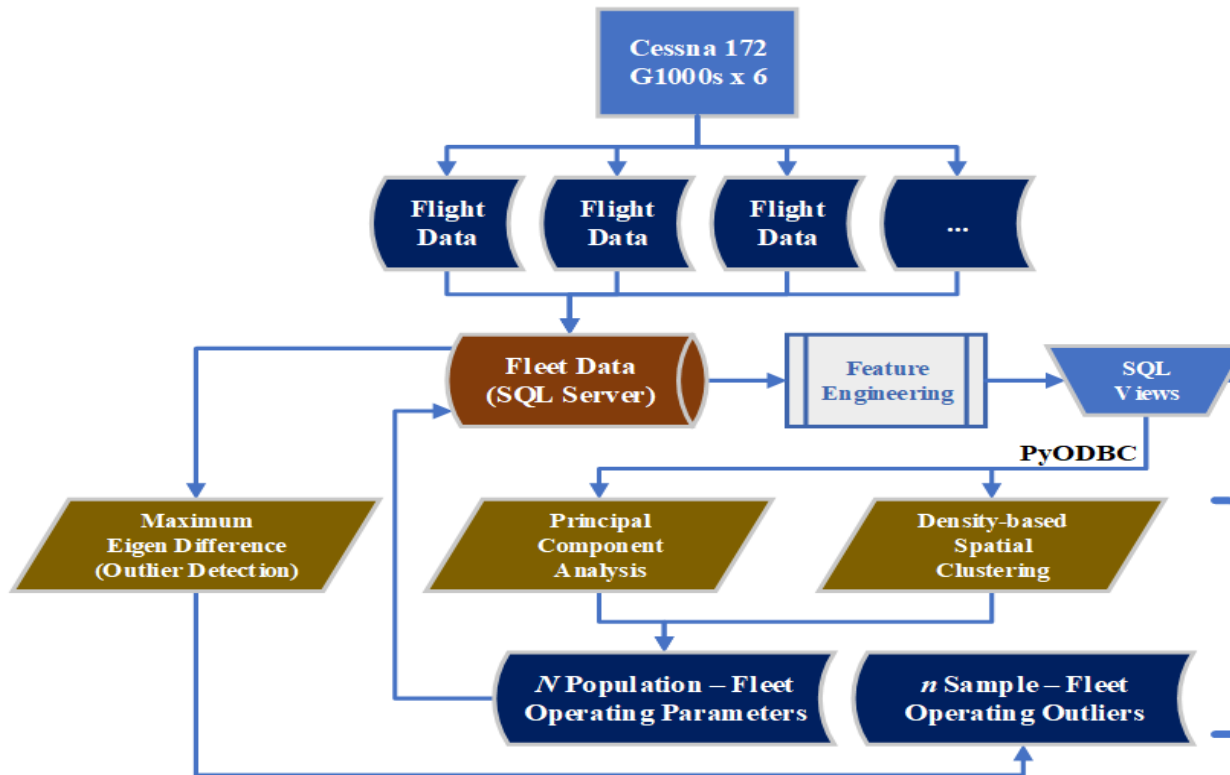 Cessna 172
G1000s x 6
Flight
Data
Flight
Data
Flight
Data
...
Fleet Data
(SQL Server)
Feature
Engineering
SQL
Views
PyODBC
Maximum
Eigen Difference
(Outlier Detection)
Principal
Component
Analysis
Density-based
Spatial
Clustering
N Population – Fleet
Operating Parameters
n Sample – Fleet
Operating Outliers